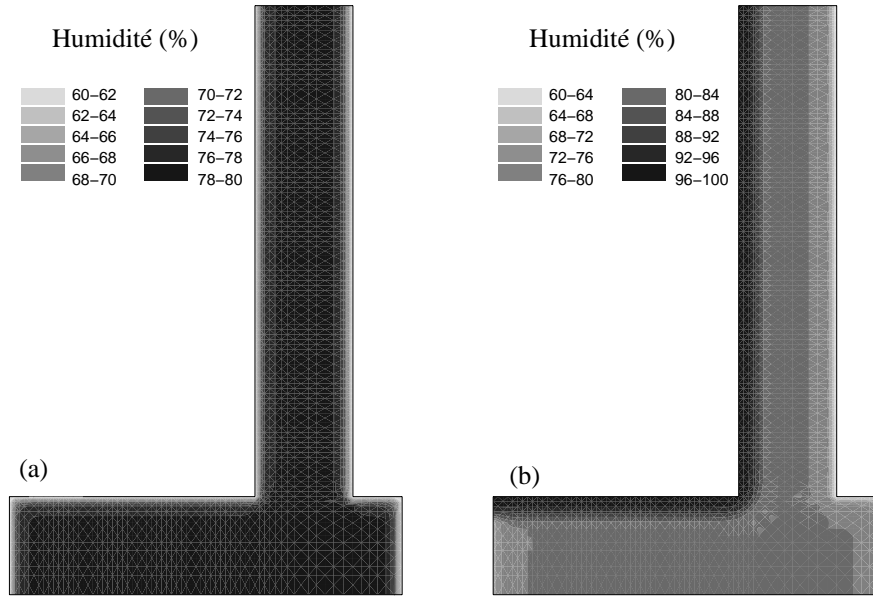 Humidité (%)
60–62 70–72
62–64 72–74
64–66 74–76
66–68 76–78
68–70 78–80
(a)
Humidité (%)
60–64 80–84
64–68 84–88
68–72 88–92
72–76 92–96
76–80 96–100
(b)